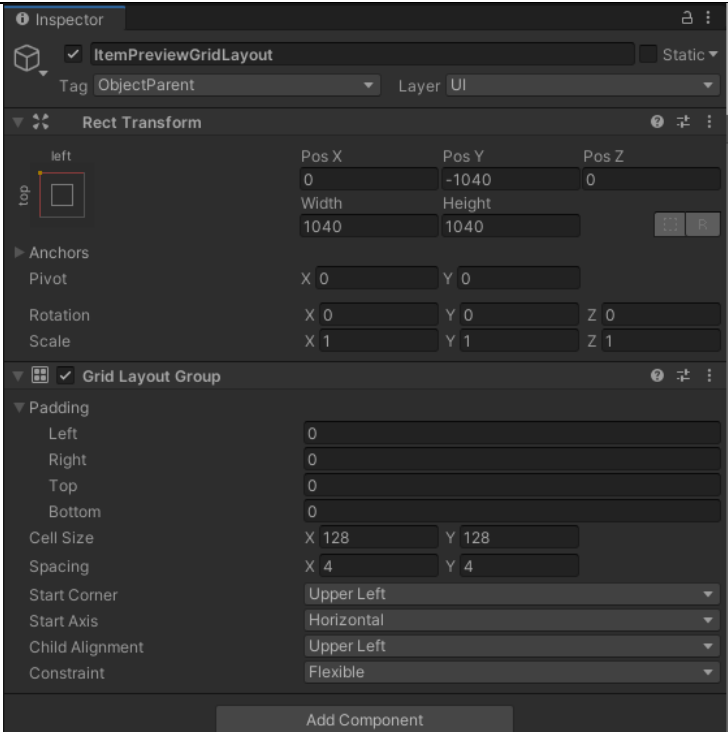 Inspector
ItemPreviewGridLayout Static
Tag ObjectParent Layer UI
Rect Transform
left
top
Pos X Pos Y Pos Z
0 -1040 0
Width Height
1040 1040 R
Anchors
Pivot X 0 Y 0
Rotation X 0 Y 0 Z 0
Scale X 1 Y 1 Z 1
Grid Layout Group
Padding
Left 0
Right 0
Top 0
Bottom 0
Cell Size X 128 Y 128
Spacing X 4 Y 4
Start Corner Upper Left
Start Axis Horizontal
Child Alignment Upper Left
Constraint Flexible
Add Component